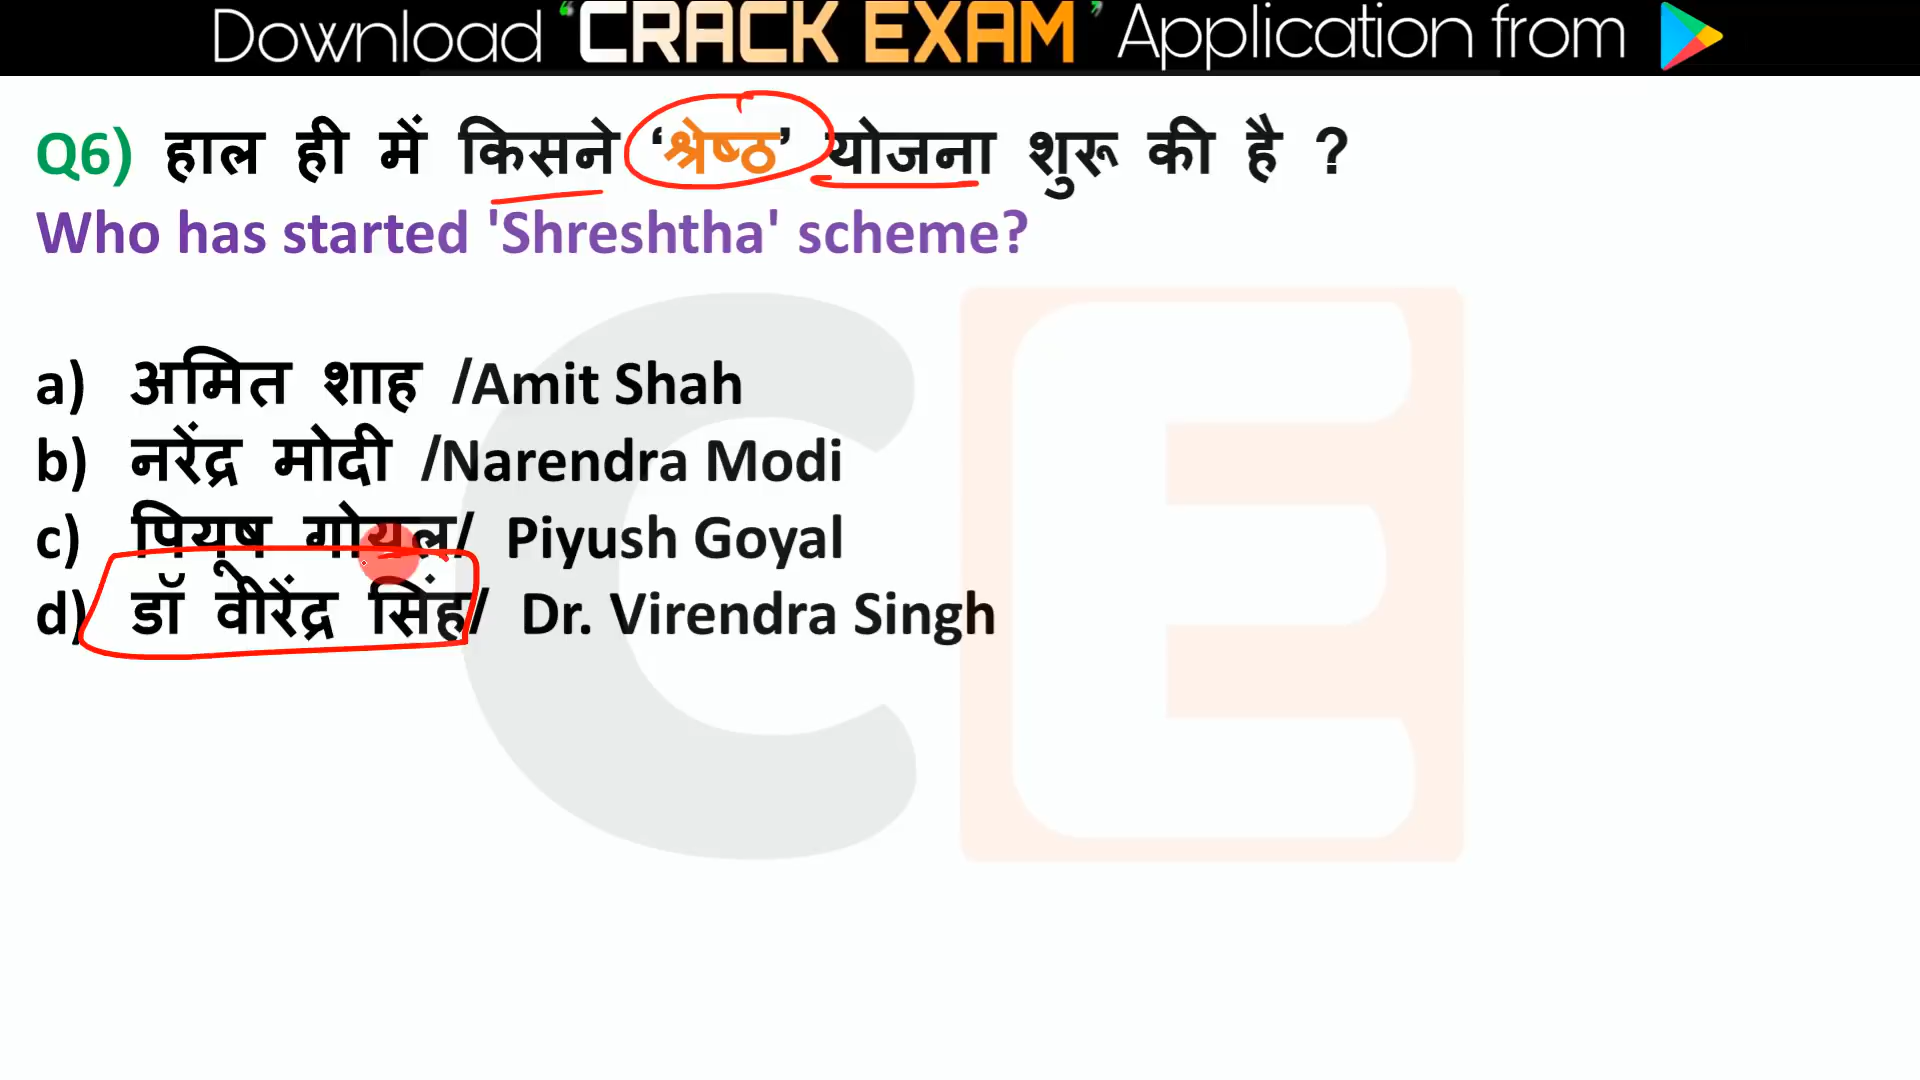 Download ‘CRACK EXAM’ Application from
Q6) हाल ही में किसने ‘श्रेष्ठ’ योजना शुरू की है ?
Who has started 'Shreshtha' scheme?
a) अमित शाह /Amit Shah
b) नरेंद्र मोदी /Narendra Modi
c) पियूष गोयल/ Piyush Goyal
d) डॉ वीरेंद्र सिंह/ Dr. Virendra Singh
CE